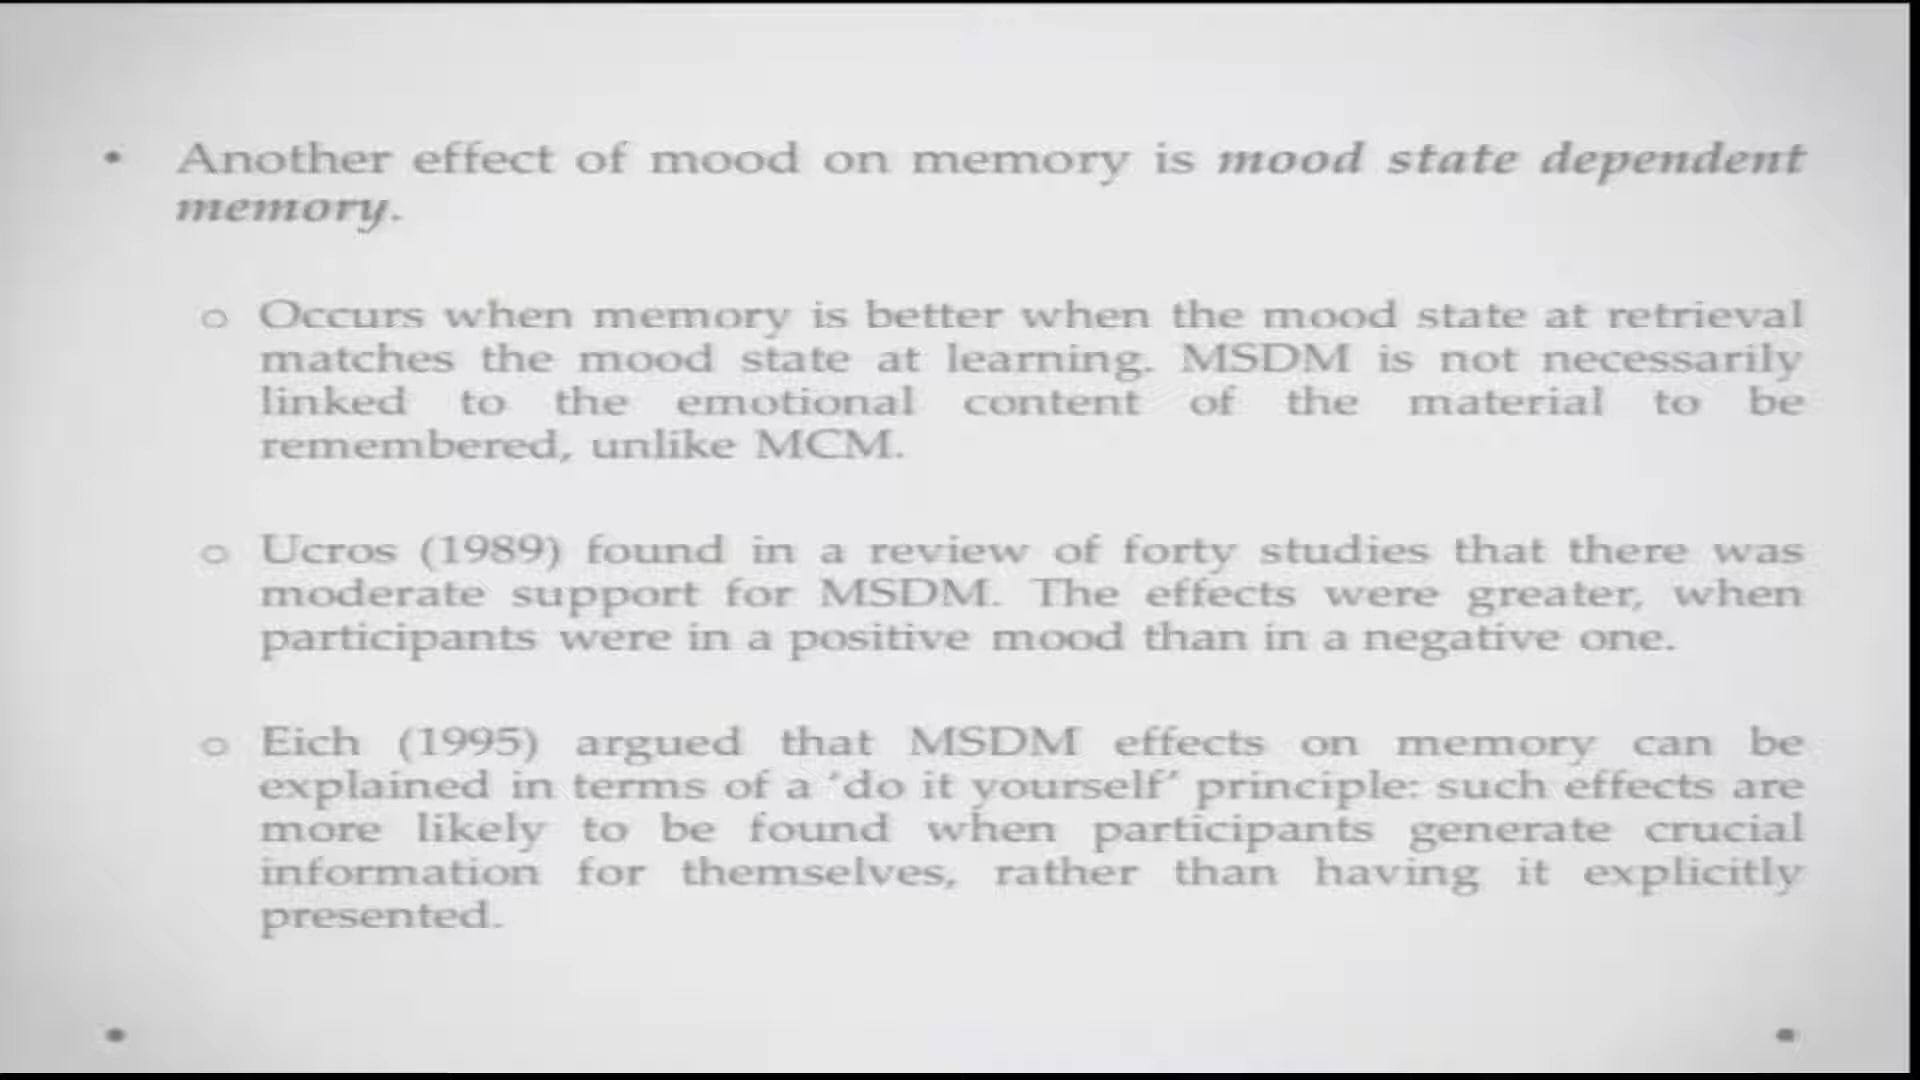 • Another effect of mood on memory is mood state dependent
memory.
o Occurs when memory is better when the mood state at retrieval
matches the mood state at learning. MSDM is not necessarily
linked to the emotional content of the material to be
remembered, unlike MCM.
o Ucros (1989) found in a review of forty studies that there was
moderate support for MSDM. The effects were greater, when
participants were in a positive mood than in a negative one.
o Eich (1995) argued that MSDM effects on memory can be
explained in terms of a ‘do it yourself’ principle: such effects are
more likely to be found when participants generate crucial
information for themselves, rather than having it explicitly
presented.